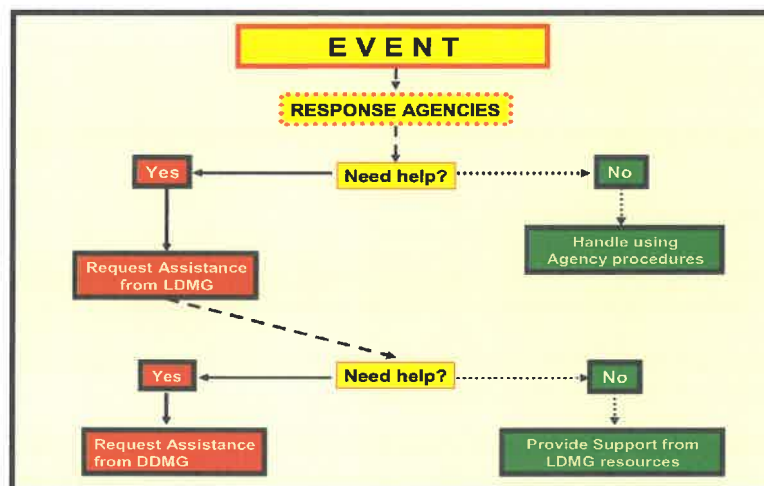 EVENT
RESPONSE AGENCIES
Need help?
Yes
No
Handle using
Agency procedures
Request Assistance
from LDMG
Need help?
Yes
No
Request Assistance
from DDMG
Provide Support from
LDMG resources